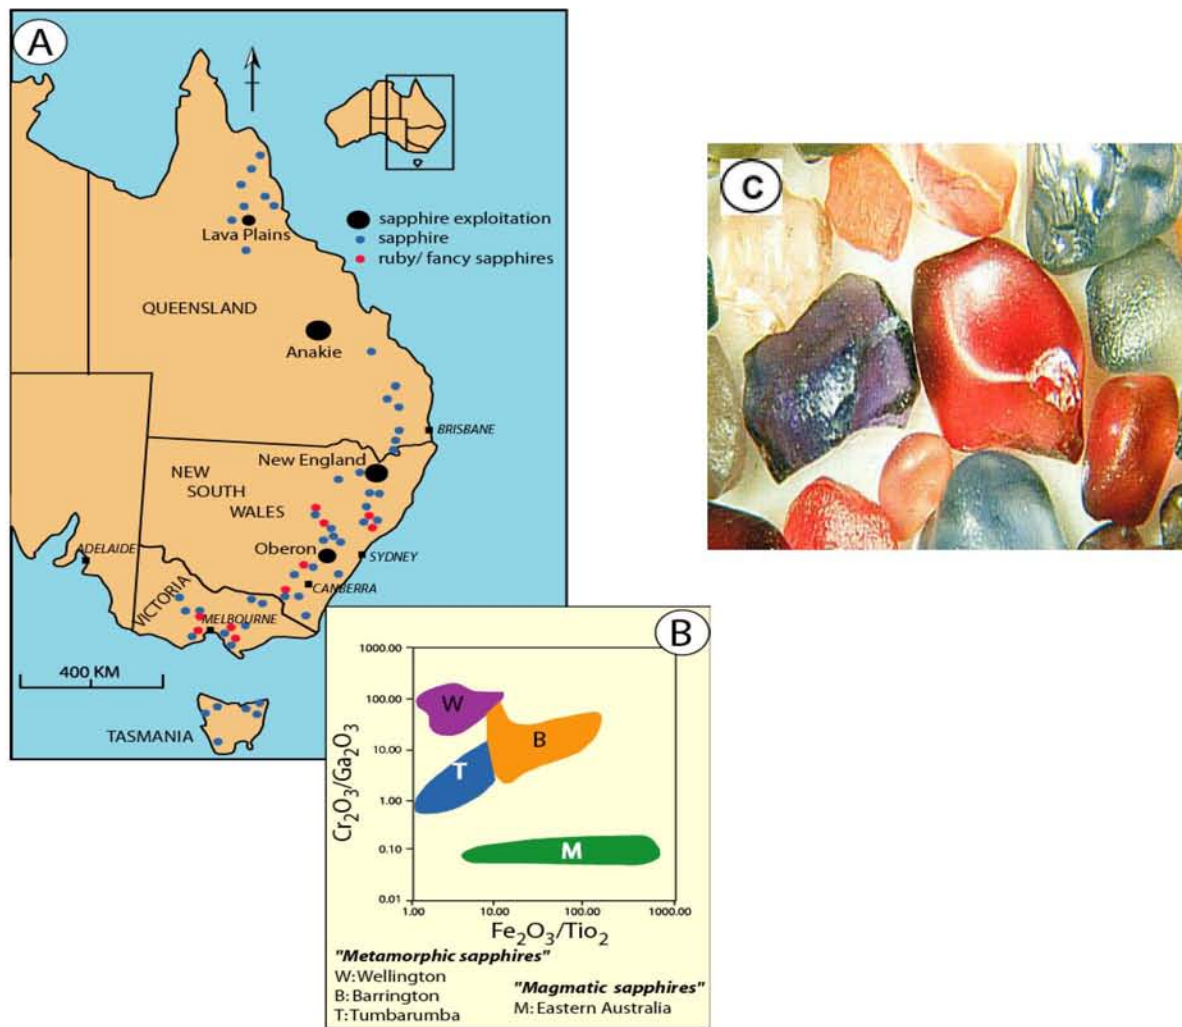 A
sapphire exploitation
sapphire
ruby/ fancy sapphires
Lava Plains
QUEENSLAND
Anakie
BRISBANE
New England
NEW
SOUTH
WALES
Oberon
ADELAIDE
SYDNEY
CANBERRA
VICTORIA
MELBOURNE
400 KM
TASMANIA
C
B
1000.00
100.00
10.00
1.00
0.10
0.01
Cr₂O₃/Ga₂O₃
W
B
T
M
1.00
10.00
100.00
1000.00
Fe₂O₃/Tio₂
"Metamorphic sapphires"
W: Wellington
B: Barrington
T: Tumbarumba
"Magmatic sapphires"
M: Eastern Australia